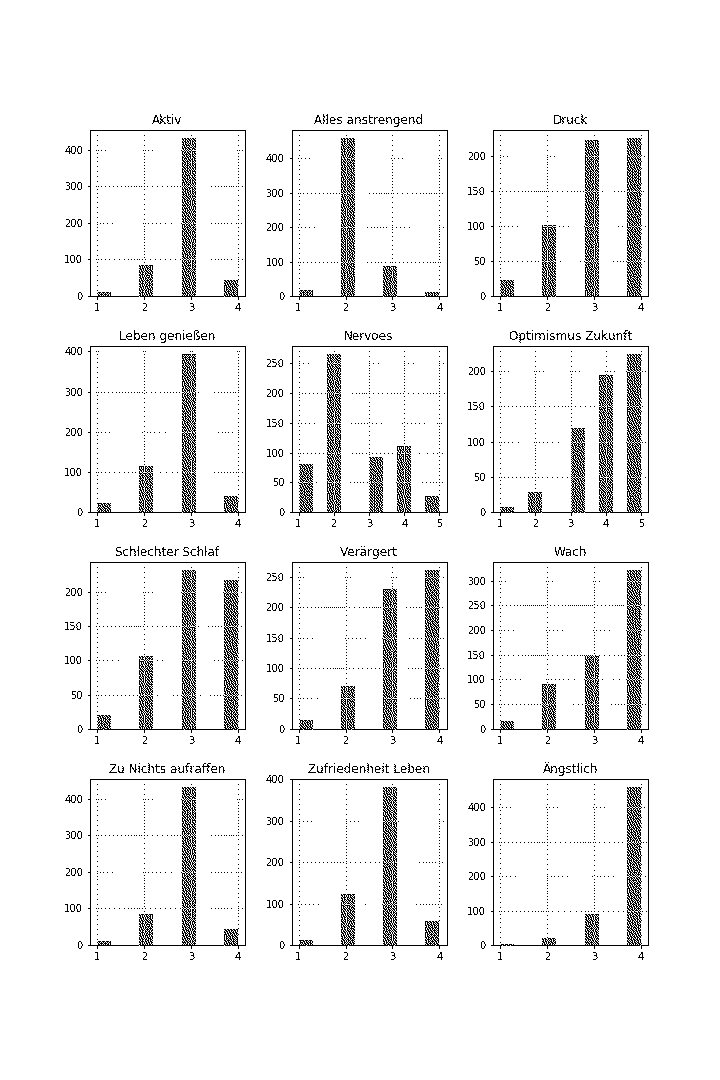 Aktiv
400
300
200
100
0
1 2 3 4
Alles anstrengend
400
300
200
100
0
1 2 3 4
Druck
200
150
100
50
0
1 2 3 4
Leben genießen
400
300
200
100
0
1 2 3 4
Nervoes
250
200
150
100
50
0
1 2 3 4 5
Optimismus Zukunft
200
150
100
50
0
1 2 3 4 5
Schlechter Schlaf
200
150
100
50
0
1 2 3 4
Verärgert
250
200
150
100
50
0
1 2 3 4
Wach
300
250
200
150
100
50
0
1 2 3 4
Zu Nichts aufraffen
400
300
200
100
0
1 2 3 4
Zufriedenheit Leben
400
300
200
100
0
1 2 3 4
Ängstlich
400
300
200
100
0
1 2 3 4